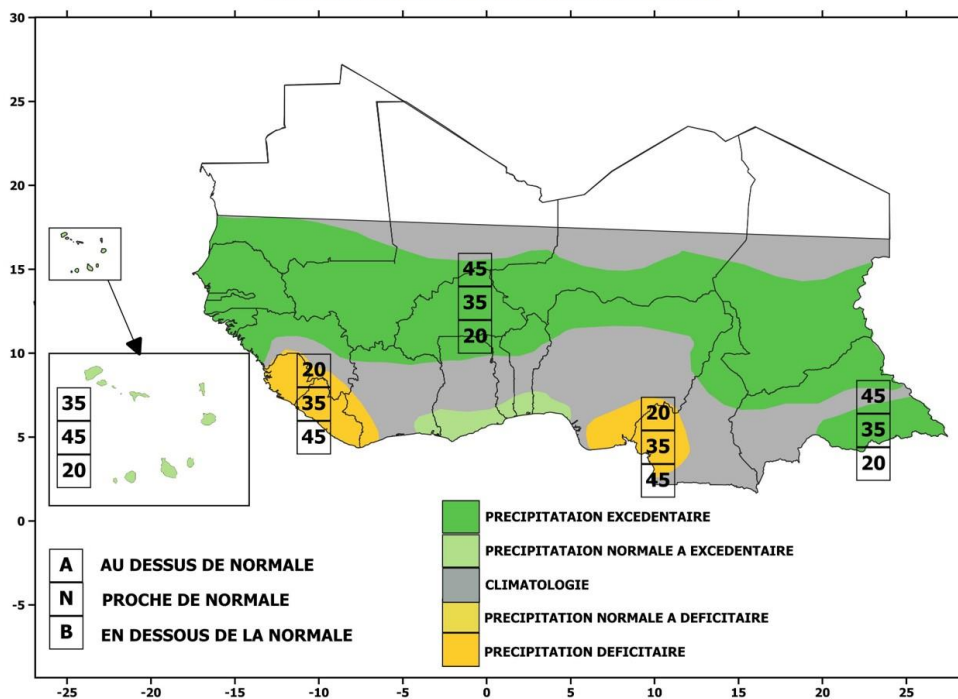 30
25
20
15
10
5
0
-5
45
35
20
20
35
45
20
35
45
45
35
20
35
45
20
A AU DESSUS DE NORMALE
N PROCHE DE NORMALE
B EN DESSOUS DE LA NORMALE
PRECIPITATAION EXCEDENTAIRE
PRECIPITATAION NORMALE A EXCEDENTAIRE
CLIMATOLOGIE
PRECIPITATION NORMALE A DEFICITAIRE
PRECIPITATION DEFICITAIRE
-25 -20 -15 -10 -5 0 5 10 15 20 25